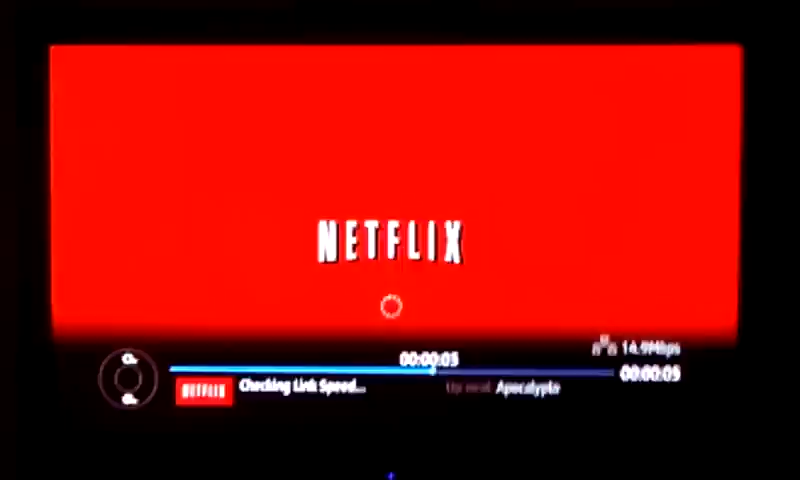 NETFLIX
00:00:05
14.9Mbps
00:00:05
NETFLIX
Checking Link Speed...
Up next Apocalypto